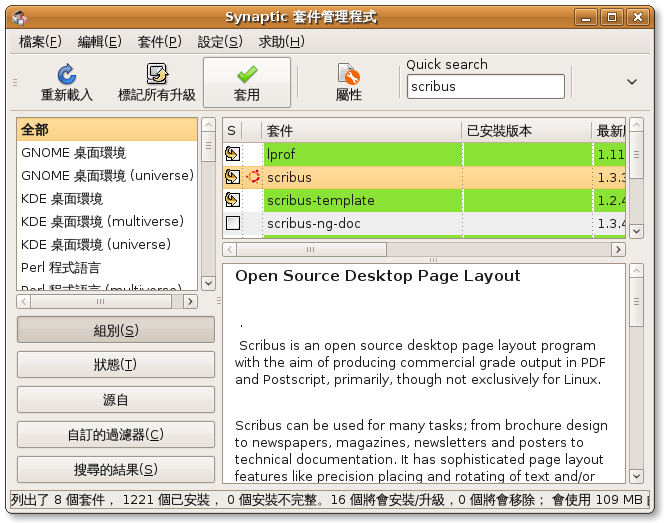 Synaptic 套件管理程式
檔案(F) 編輯(E) 套件(P) 設定(S) 求助(H)
重新載入 標記所有升級 套用 屬性
Quick search
scribus
全部
GNOME 桌面環境
GNOME 桌面環境 (universe)
KDE 桌面環境
KDE 桌面環境 (multiverse)
KDE 桌面環境 (universe)
Perl 程式語言
Perl 程式語言 (multiverse)
組別(S)
狀態(T)
源自
自訂的過濾器(C)
搜尋的結果(S)
S 套件 已安裝版本 最新
lprof 1.11
scribus 1.3.3
scribus-template 1.2.4
scribus-ng-doc 1.3.4
Open Source Desktop Page Layout
.
Scribus is an open source desktop page layout program
with the aim of producing commercial grade output in PDF
and Postscript, primarily, though not exclusively for Linux.
Scribus can be used for many tasks; from brochure design
to newspapers, magazines, newsletters and posters to
technical documentation. It has sophisticated page layout
features like precision placing and rotating of text and/or
列出了 8 個套件， 1221 個已安裝， 0 個安裝不完整。16 個將會安裝/升級，0 個將會移除； 會使用 109 MB